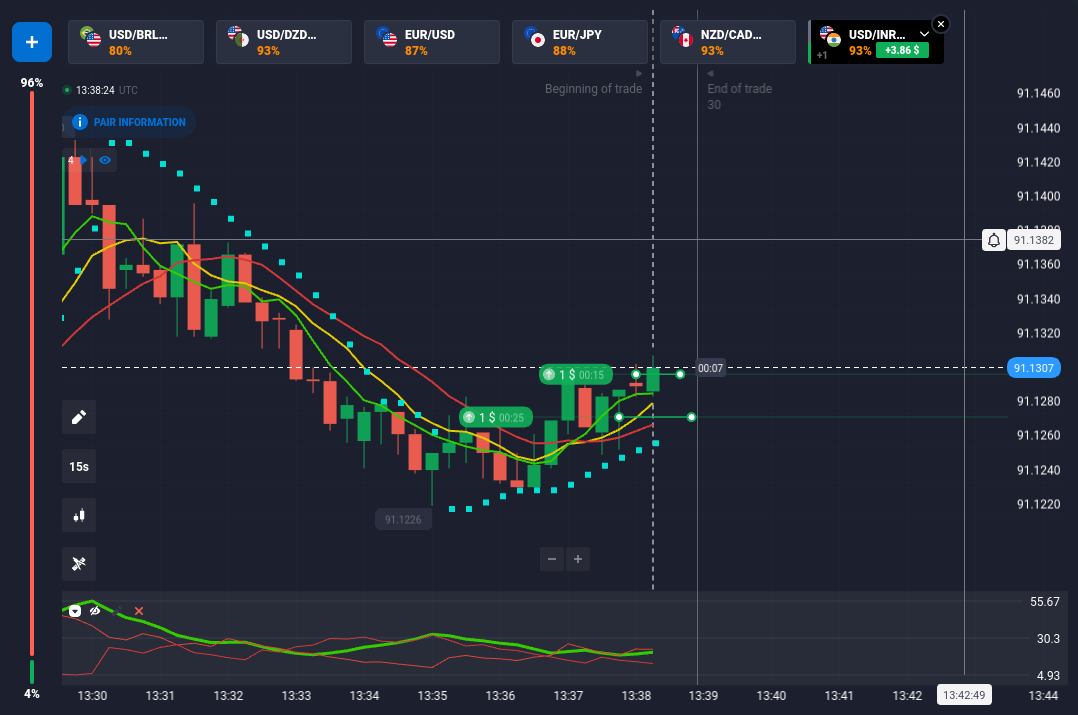 +
USD/BRL...
80%
USD/DZD...
93%
EUR/USD
87%
EUR/JPY
88%
NZD/CAD...
93%
USD/INR...
+1
93%
+3.86 $
96%
13:38:24 UTC
Beginning of trade
End of trade
30
i PAIR INFORMATION
4
91.1460
91.1440
91.1420
91.1400
91.1380
91.1382
91.1360
91.1340
91.1320
91.1307
00:07
1 $ 00:15
1 $ 00:25
91.1280
91.1260
91.1240
91.1220
91.1226
15s
− +
55.67
30.3
4.93
4%
13:30 13:31 13:32 13:33 13:34 13:35 13:36 13:37 13:38 13:39 13:40 13:41 13:42 13:42:49 13:44